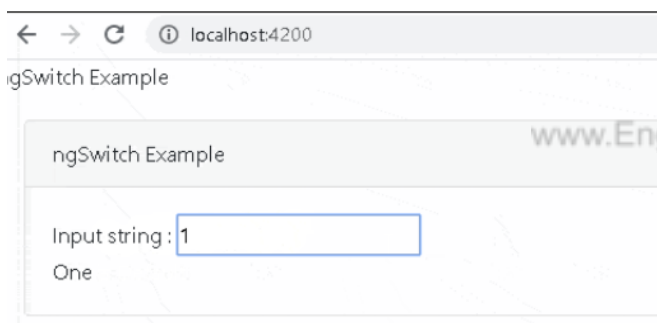 localhost:4200
gSwitch Example
ngSwitch Example
www.En
Input string : 1
One